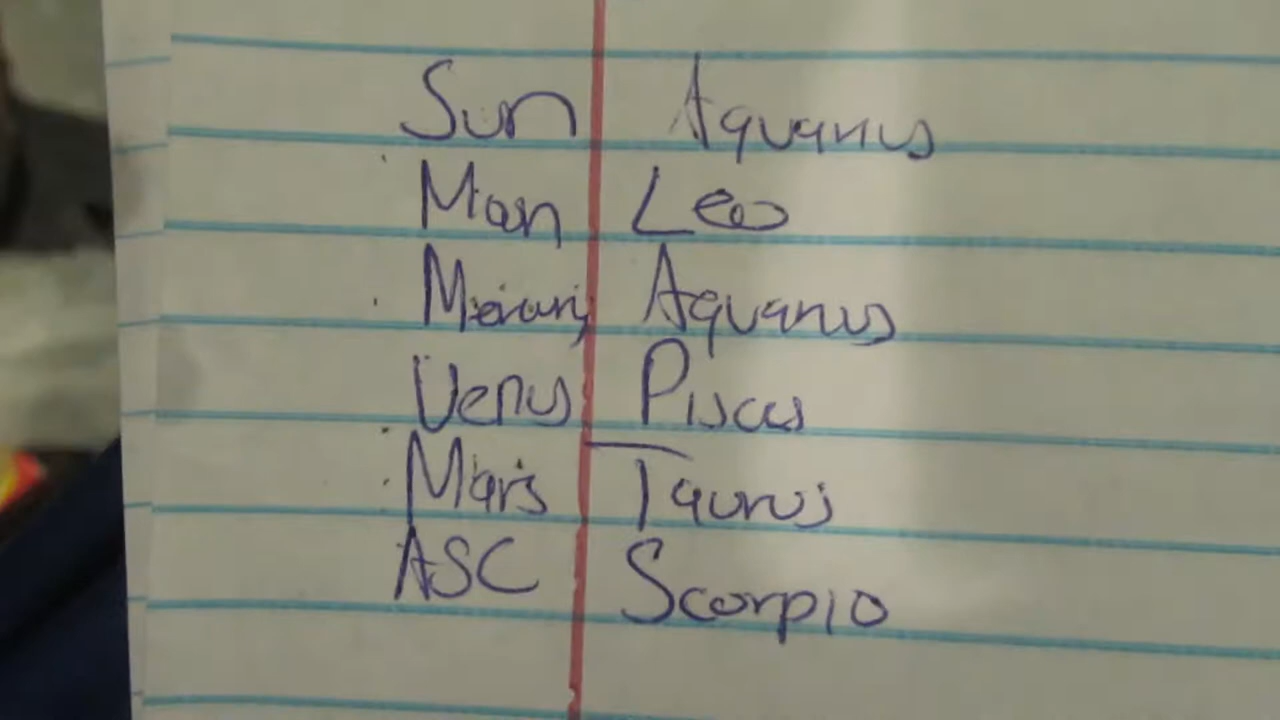 Sun Aquarius
Moon Leo
Mercury Aquarius
Venus Pisces
Mars Taurus
ASC Scorpio